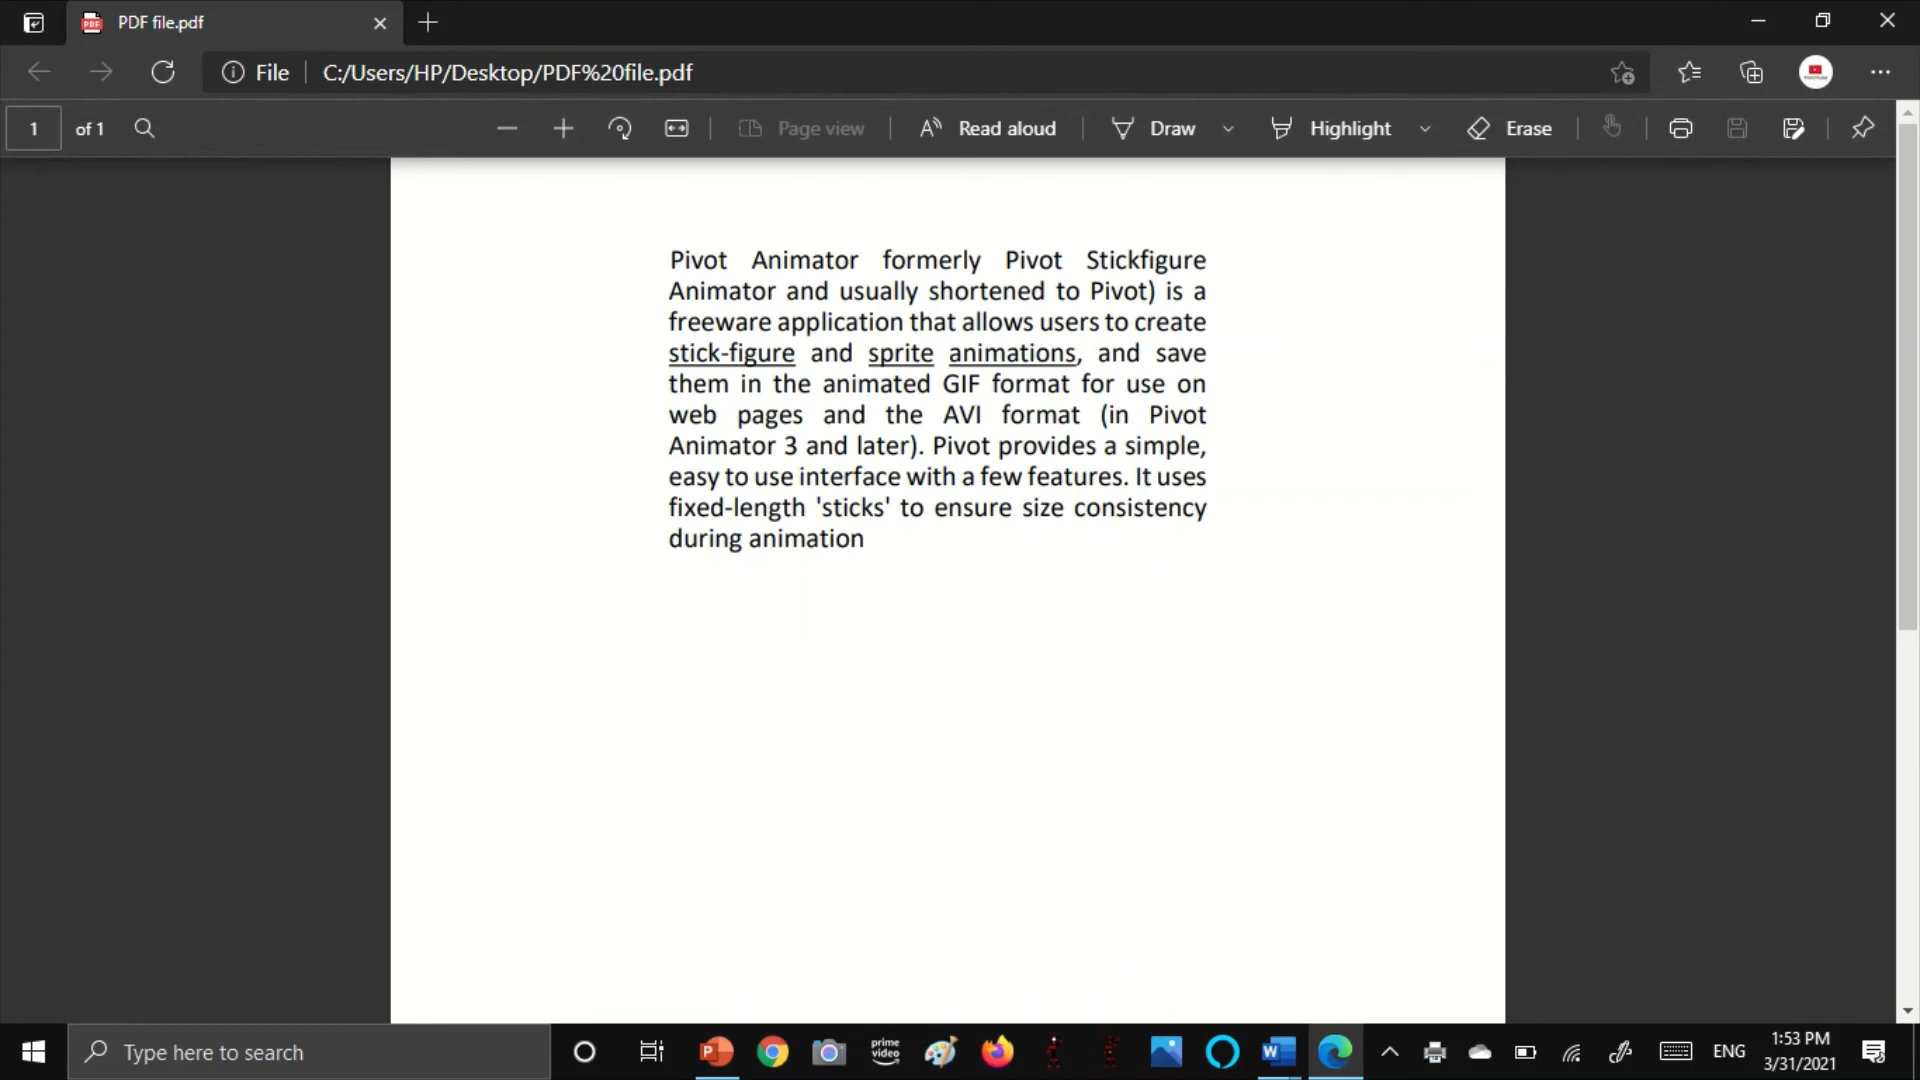 PDF file.pdf
File C:/Users/HP/Desktop/PDF%20file.pdf
1 of 1 Page view Read aloud Draw Highlight Erase
Pivot Animator formerly Pivot Stickfigure
Animator and usually shortened to Pivot) is a
freeware application that allows users to create
stick-figure and sprite animations, and save
them in the animated GIF format for use on
web pages and the AVI format (in Pivot
Animator 3 and later). Pivot provides a simple,
easy to use interface with a few features. It uses
fixed-length 'sticks' to ensure size consistency
during animation
Type here to search
prime
video
ENG
1:53 PM
3/31/2021